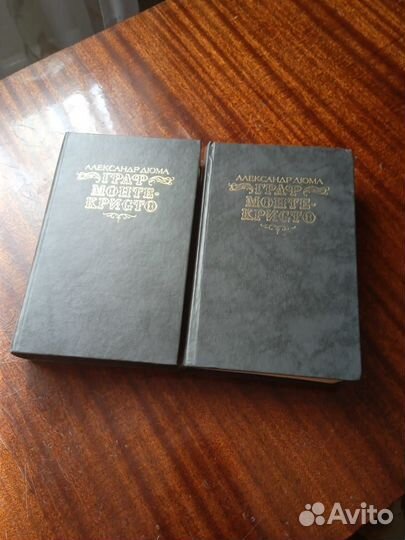 АЛЕКСАНДР ДЮМА
ГРАФ
МОНТЕ-
КРИСТО
АЛЕКСАНДР ДЮМА
ГРАФ
МОНТЕ-
КРИСТО
Avito